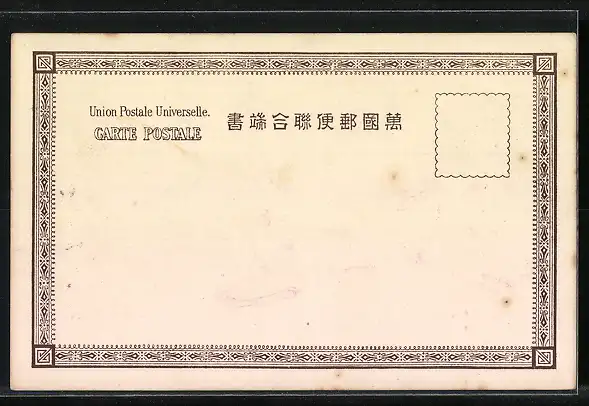 Union Postale Universelle.
CARTE POSTALE
萬國郵便聯合端書